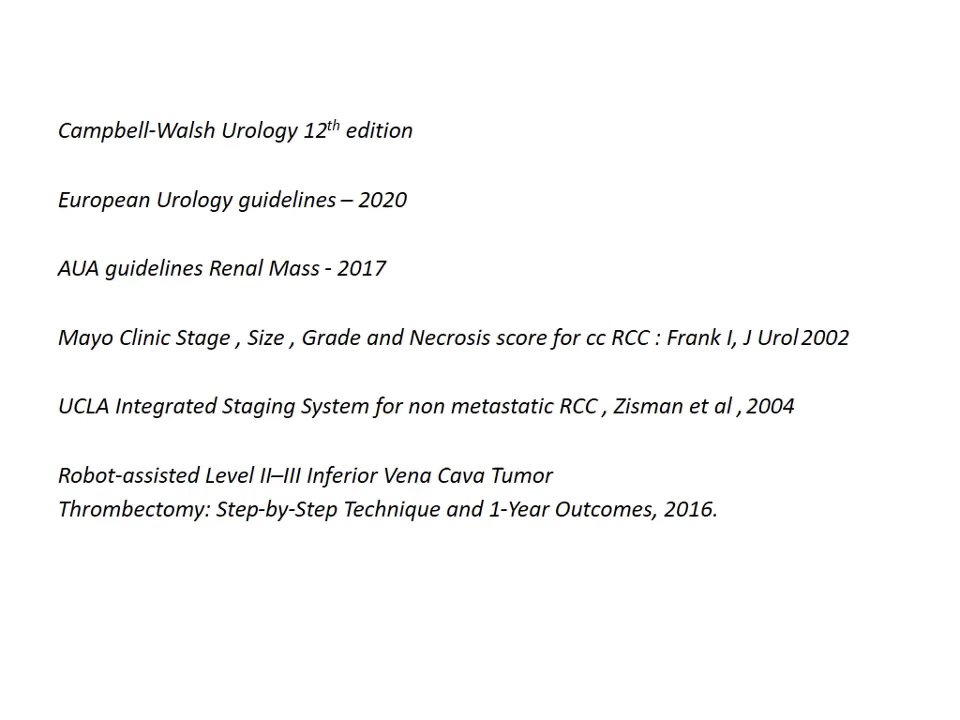 Campbell-Walsh Urology 12th edition
European Urology guidelines – 2020
AUA guidelines Renal Mass - 2017
Mayo Clinic Stage , Size , Grade and Necrosis score for cc RCC : Frank I, J Urol 2002
UCLA Integrated Staging System for non metastatic RCC , Zisman et al , 2004
Robot-assisted Level II–III Inferior Vena Cava Tumor
Thrombectomy: Step-by-Step Technique and 1-Year Outcomes, 2016.